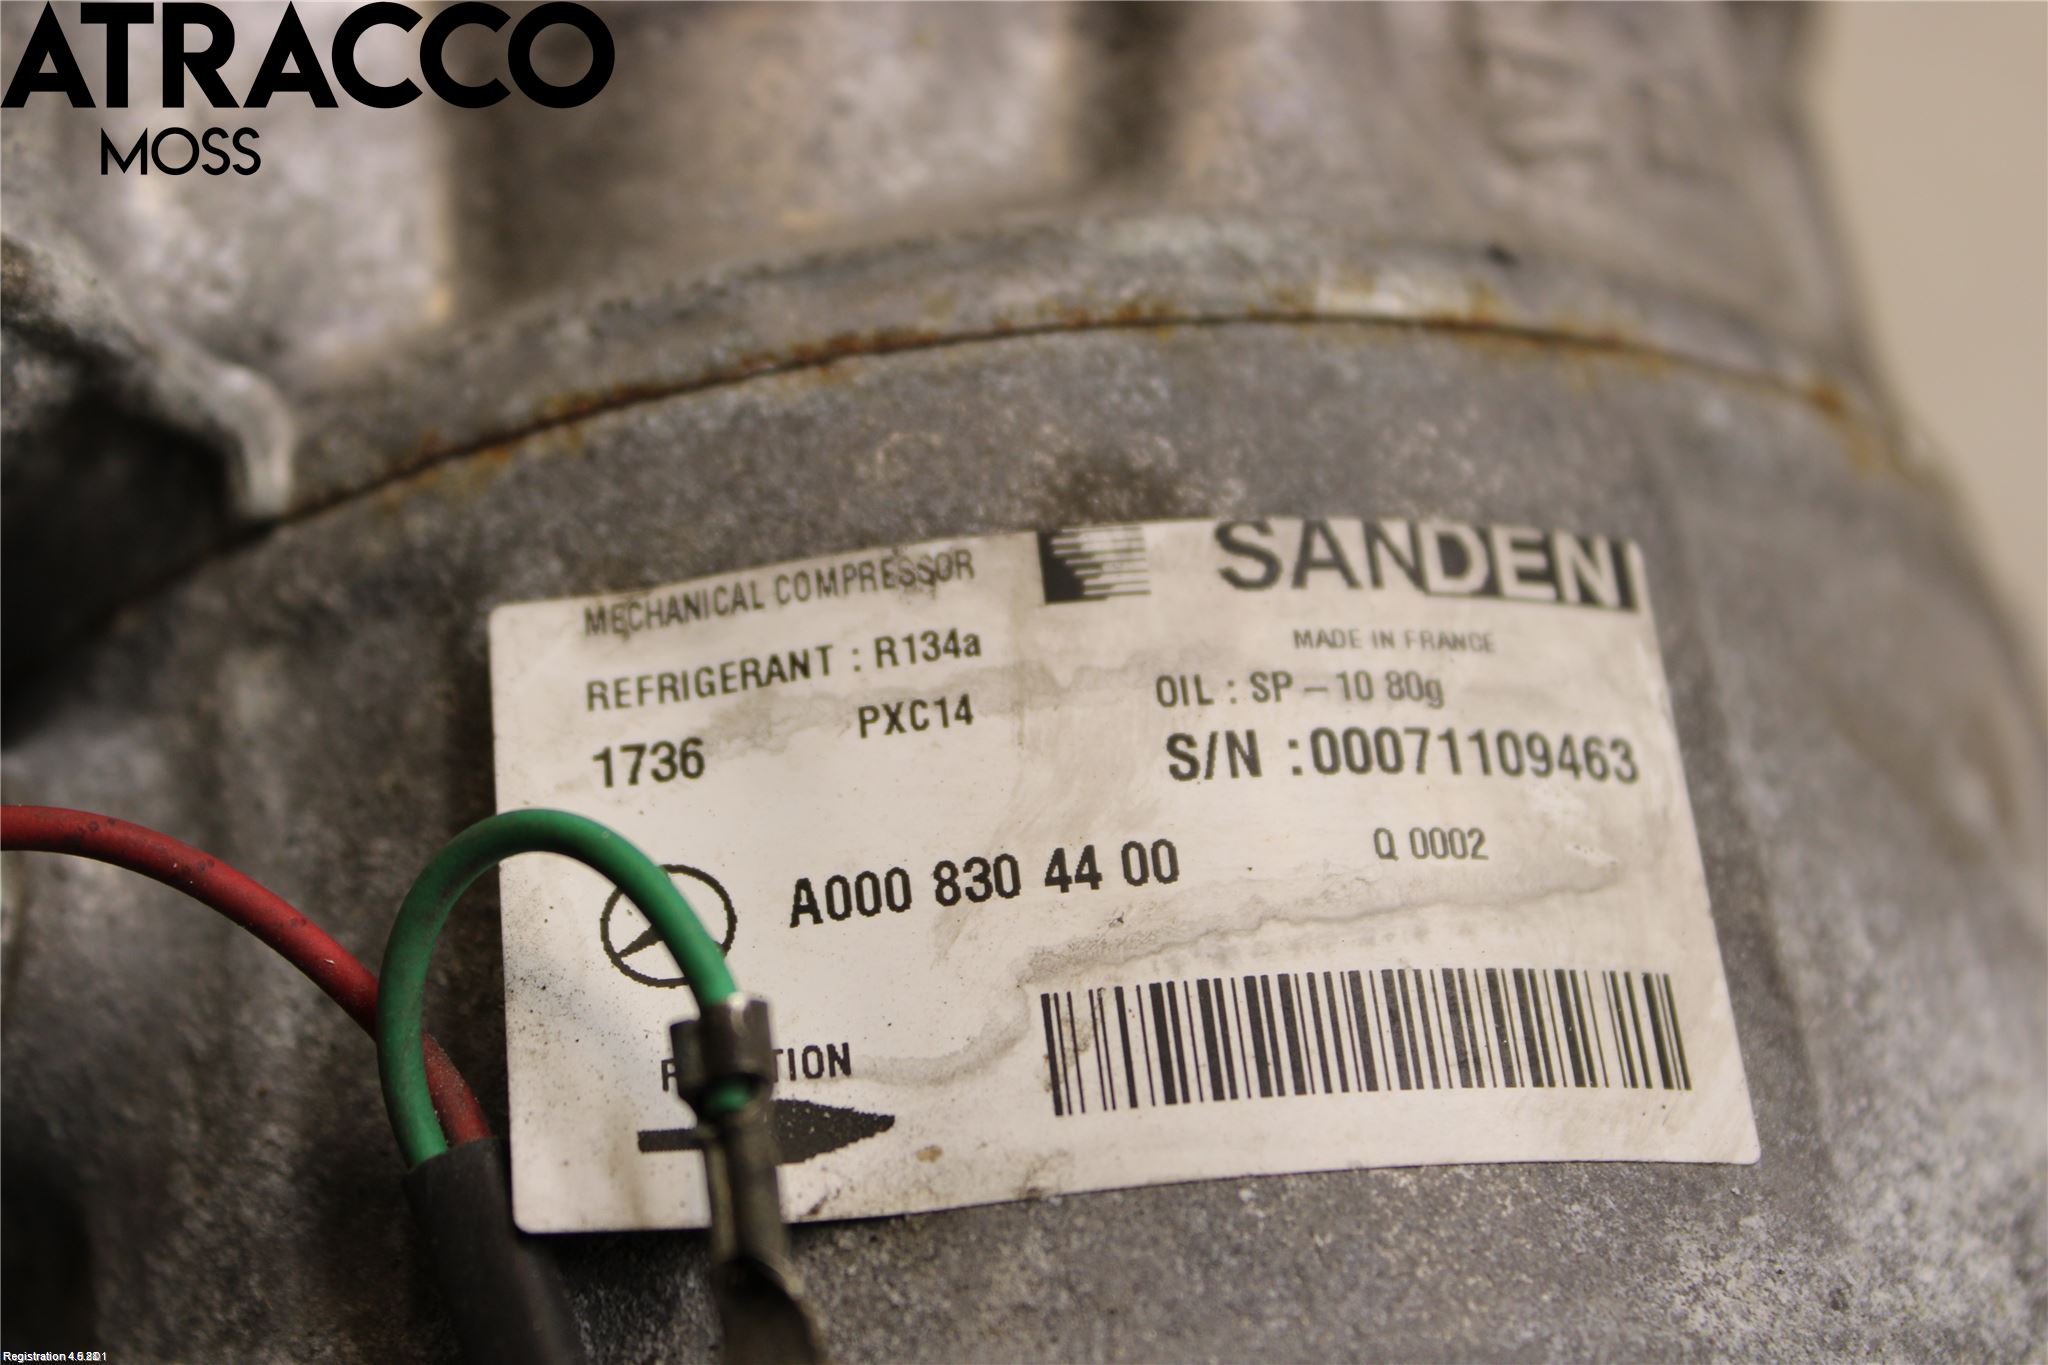 ATRACCO
MOSS
MECHANICAL COMPRESSOR
SANDEN
MADE IN FRANCE
REFRIGERANT : R134a
OIL : SP - 10 80g
PXC14
1736
S/N : 00071109463
A000 830 44 00
Q 0002
Registration